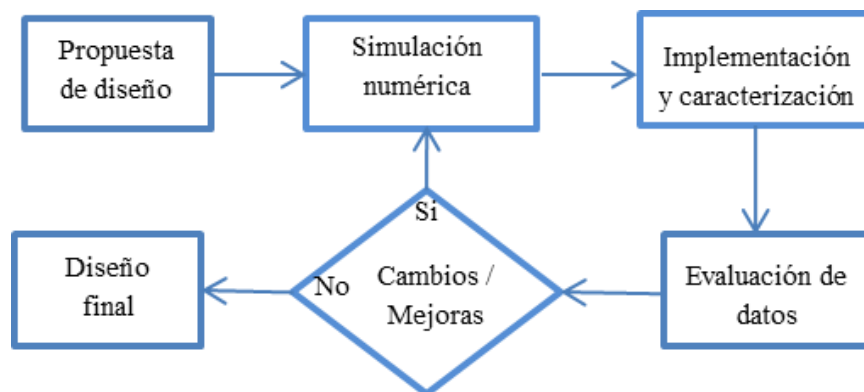 Propuesta
de diseño
Simulación
numérica
Implementación
y caracterización
Evaluación de
datos
Si
No
Cambios /
Mejoras
Diseño
final